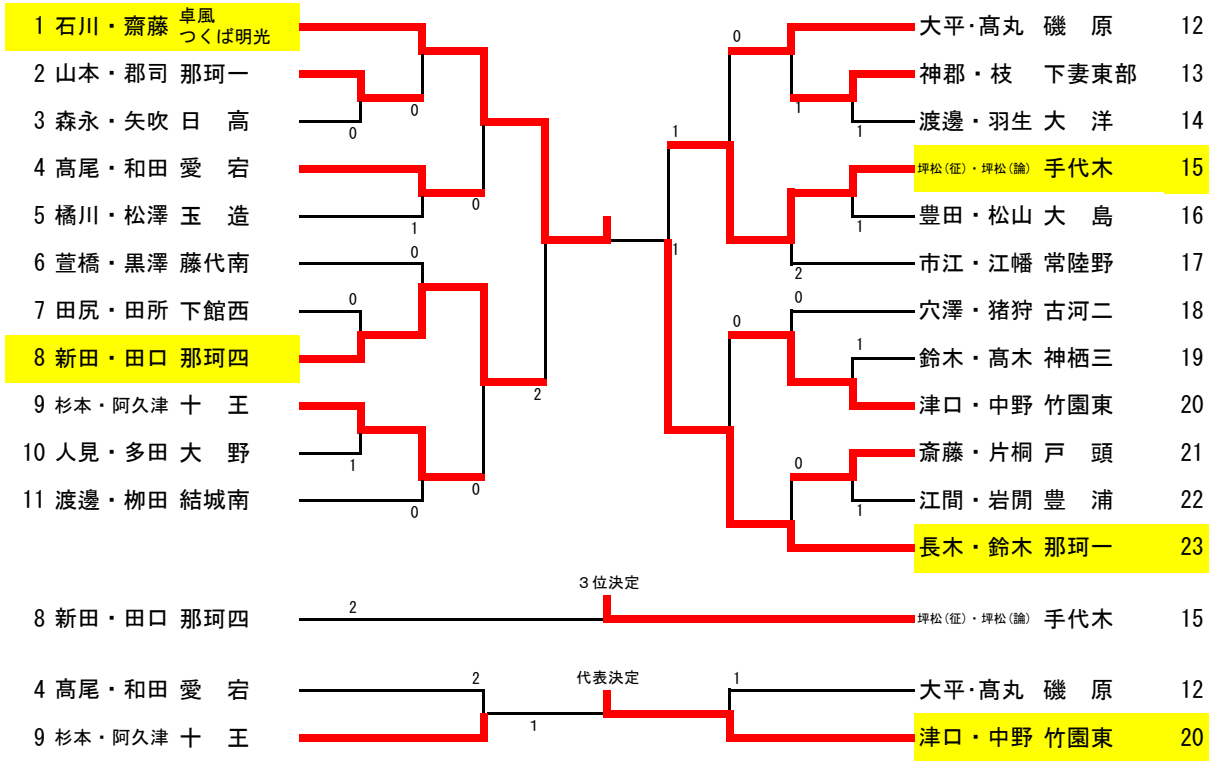 1 石川・齋藤 卓風 つくば明光
2 山本・郡司 那珂一
3 森永・矢吹 日 高
4 髙尾・和田 愛 宕
5 橘川・松澤 玉 造
6 萱橋・黒澤 藤代南
7 田尻・田所 下館西
8 新田・田口 那珂四
9 杉本・阿久津 十 王
10 人見・多田 大 野
11 渡邊・栁田 結城南
0
0
0
1
0
0
0
2
1
0
0
1
1
0
1
1
1
2
0
0
1
0
1
大平・髙丸 磯 原 12
神郡・枝 下妻東部 13
渡邊・羽生 大 洋 14
坪松(征)・坪松(論) 手代木 15
豊田・松山 大 島 16
市江・江幡 常陸野 17
穴澤・猪狩 古河二 18
鈴木・髙木 神栖三 19
津口・中野 竹園東 20
斎藤・片桐 戸 頭 21
江間・岩間 豊 浦 22
長木・鈴木 那珂一 23
3位決定
8 新田・田口 那珂四 2 坪松(征)・坪松(論) 手代木 15
代表決定
4 髙尾・和田 愛 宕 2 1 大平・髙丸 磯 原 12
1
9 杉本・阿久津 十 王 津口・中野 竹園東 20